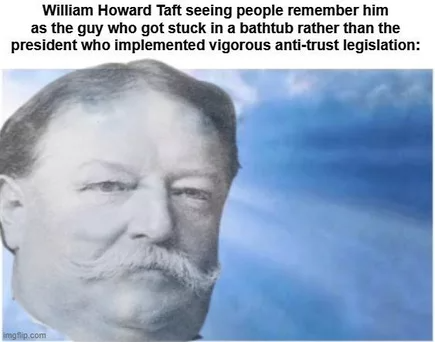 William Howard Taft seeing people remember him
as the guy who got stuck in a bathtub rather than the
president who implemented vigorous anti-trust legislation:
imgflip.com